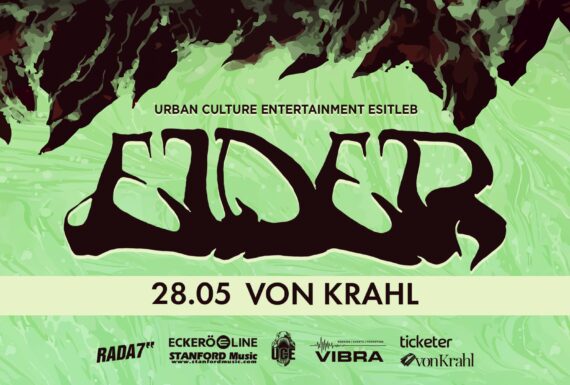 URBAN CULTURE ENTERTAINMENT ESITLEB
ELDER
28.05 VON KRAHL
RADA7"
ECKERÖ LINE
STANFORD Music
www.stanfordmusic.com
UCE
VIBRA
ticketer
vonKrahl